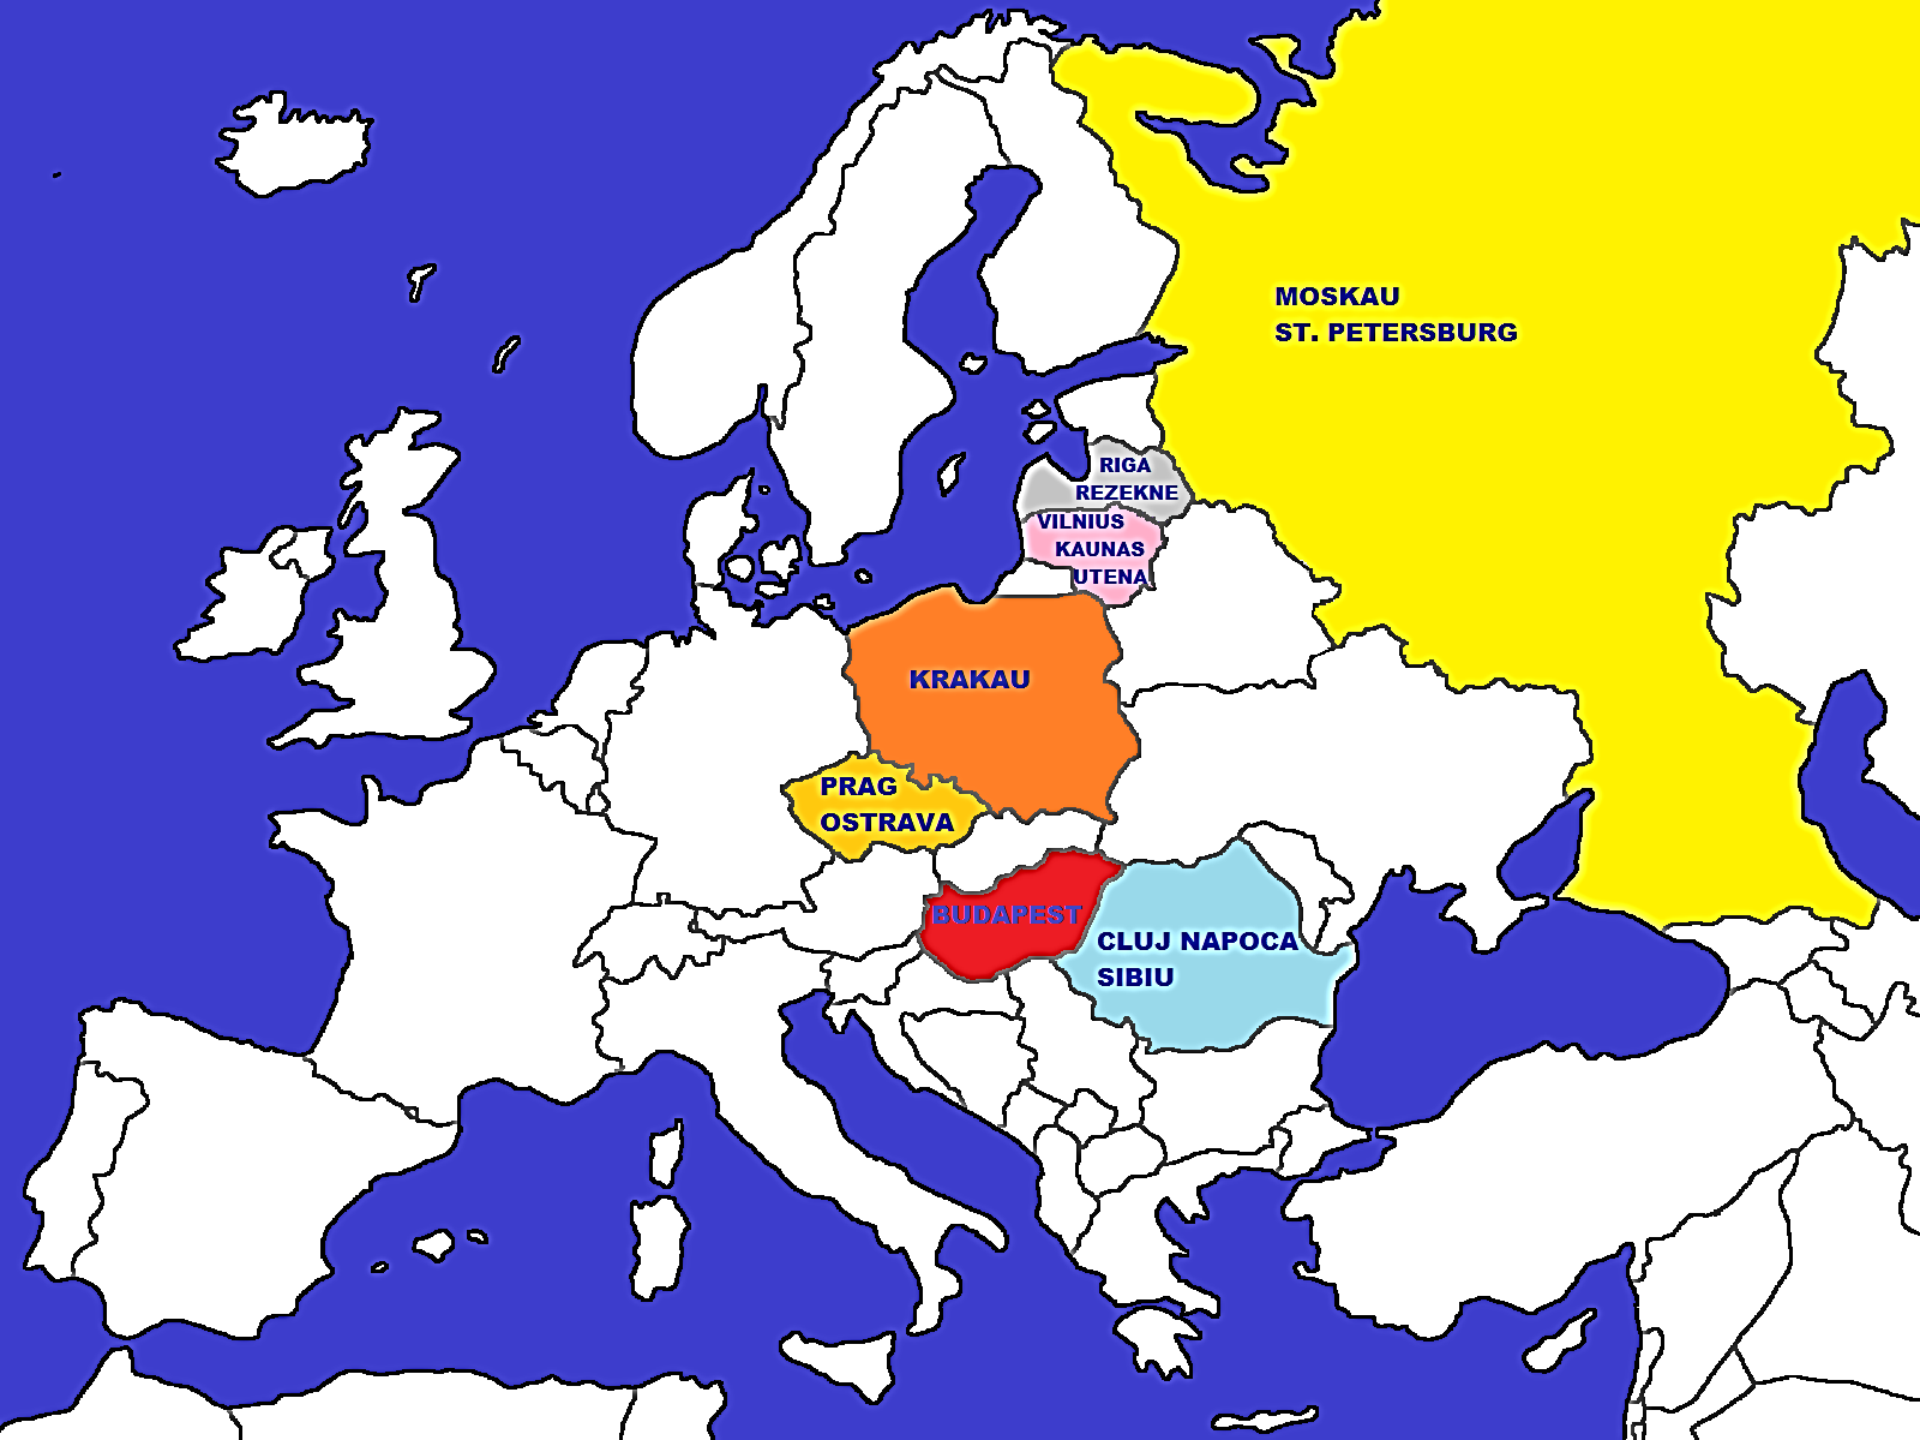 MOSKAU
ST. PETERSBURG
RIGA
REZEKNE
VILNIUS
KAUNAS
UTENA
KRAKAU
PRAG
OSTRAVA
BUDAPEST
CLUJ NAPOCA
SIBIU